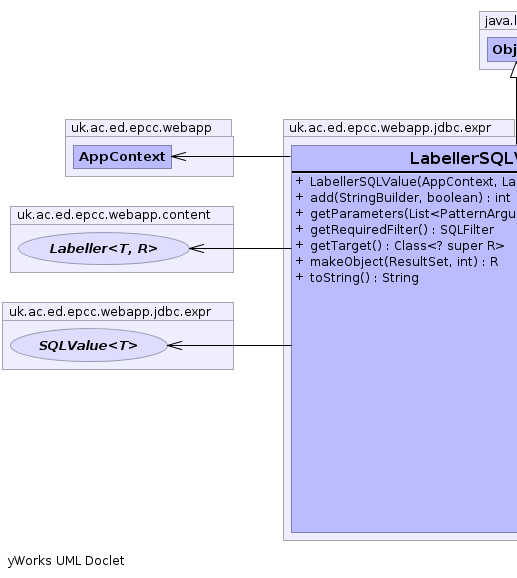 java.l
Obj
uk.ac.ed.epcc.webapp
AppContext
uk.ac.ed.epcc.webapp.jdbc.expr
LabellerSQLV
+ LabellerSQLValue(AppContext, La
+ add(StringBuilder, boolean) : int
+ getParameters(List<PatternArgu
+ getRequiredFilter() : SQLFilter
+ getTarget() : Class<? super R>
+ makeObject(ResultSet, int) : R
+ toString() : String
uk.ac.ed.epcc.webapp.content
Labeller<T, R>
uk.ac.ed.epcc.webapp.jdbc.expr
SQLValue<T>
yWorks UML Doclet